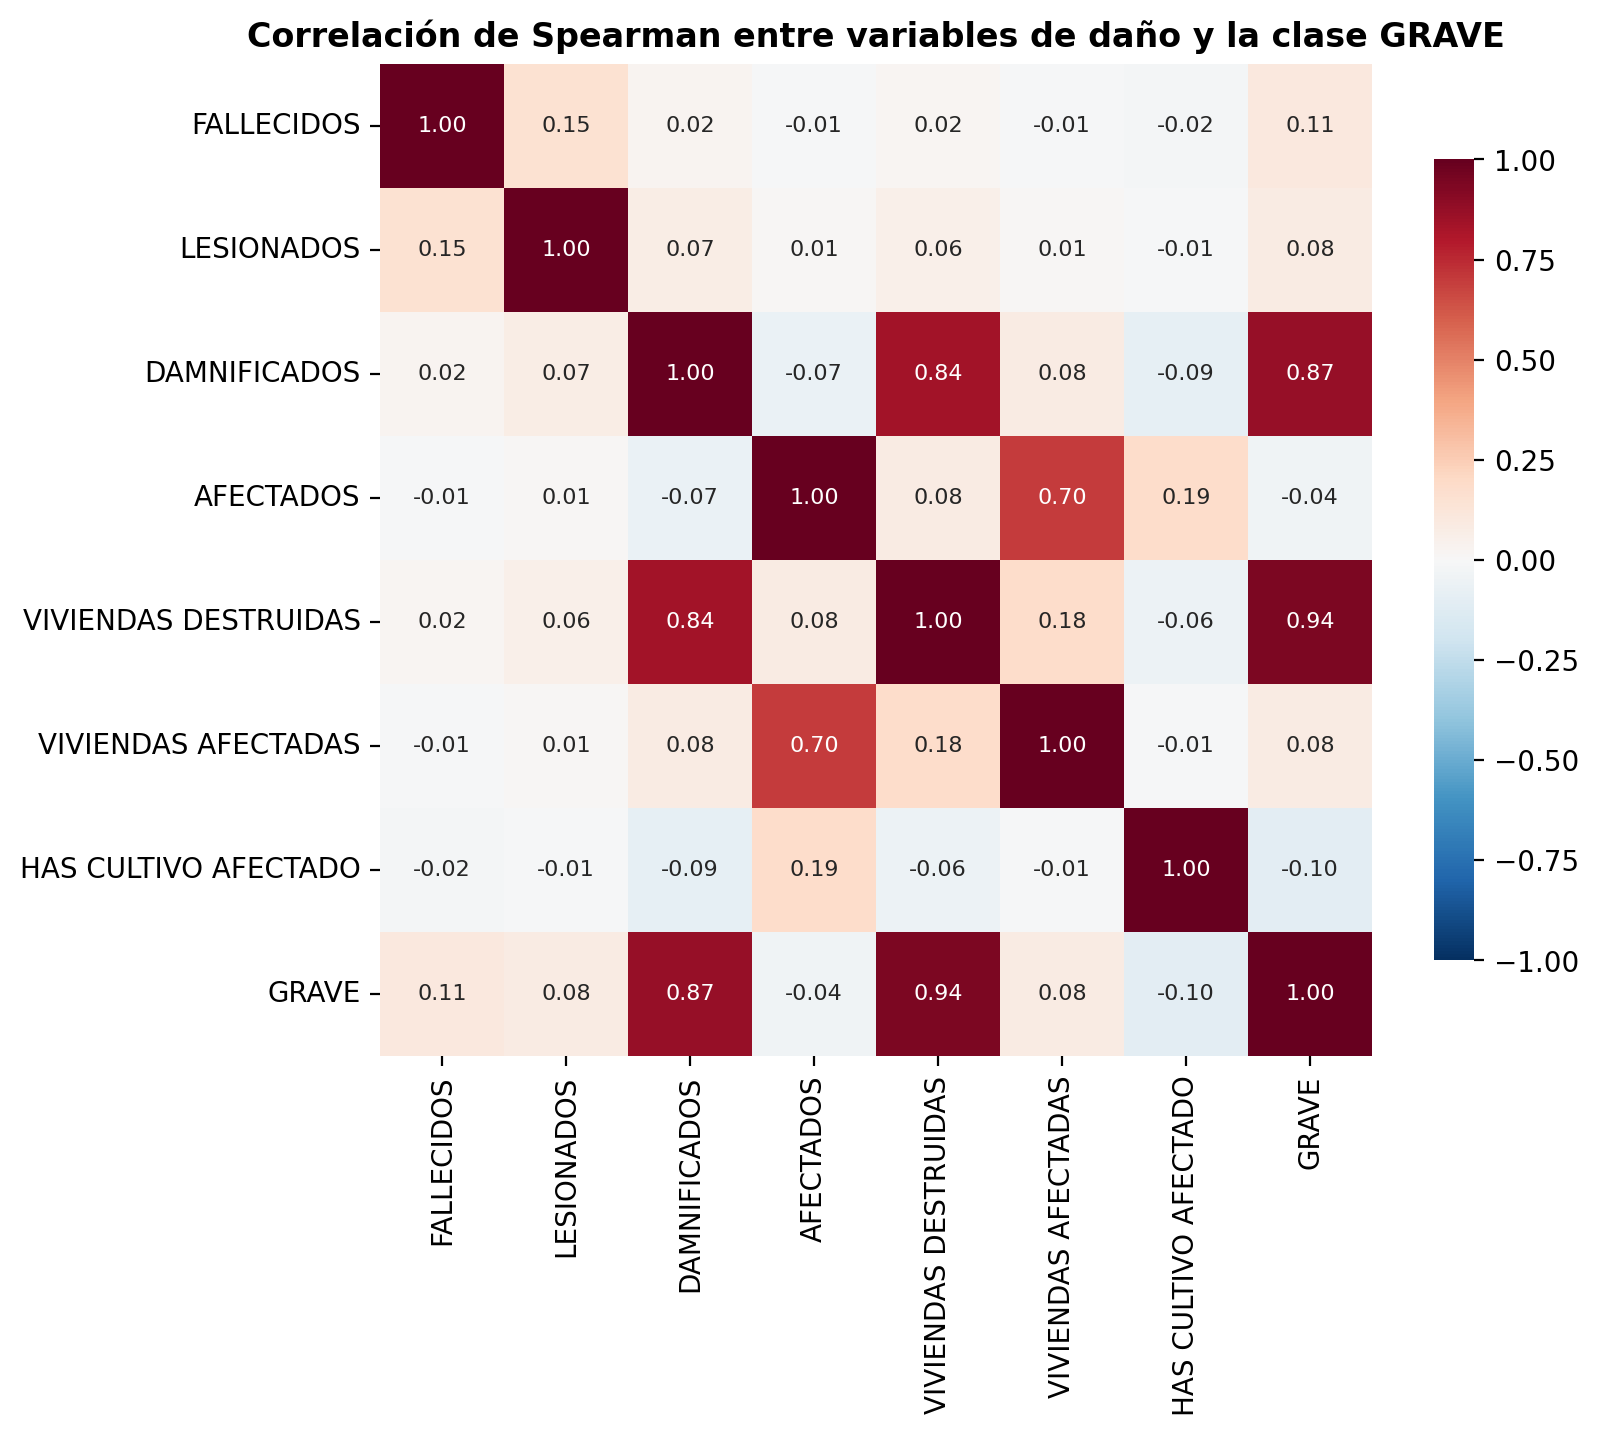 Correlación de Spearman entre variables de daño y la clase GRAVE
FALLECIDOS 1.00 0.15 0.02 -0.01 0.02 -0.01 -0.02 0.11
LESIONADOS 0.15 1.00 0.07 0.01 0.06 0.01 -0.01 0.08
DAMNIFICADOS 0.02 0.07 1.00 -0.07 0.84 0.08 -0.09 0.87
AFECTADOS -0.01 0.01 -0.07 1.00 0.08 0.70 0.19 -0.04
VIVIENDAS DESTRUIDAS 0.02 0.06 0.84 0.08 1.00 0.18 -0.06 0.94
VIVIENDAS AFECTADAS -0.01 0.01 0.08 0.70 0.18 1.00 -0.01 0.08
HAS CULTIVO AFECTADO -0.02 -0.01 -0.09 0.19 -0.06 -0.01 1.00 -0.10
GRAVE 0.11 0.08 0.87 -0.04 0.94 0.08 -0.10 1.00
FALLECIDOS
LESIONADOS
DAMNIFICADOS
AFECTADOS
VIVIENDAS DESTRUIDAS
VIVIENDAS AFECTADAS
HAS CULTIVO AFECTADO
GRAVE
1.00
0.75
0.50
0.25
0.00
−0.25
−0.50
−0.75
−1.00